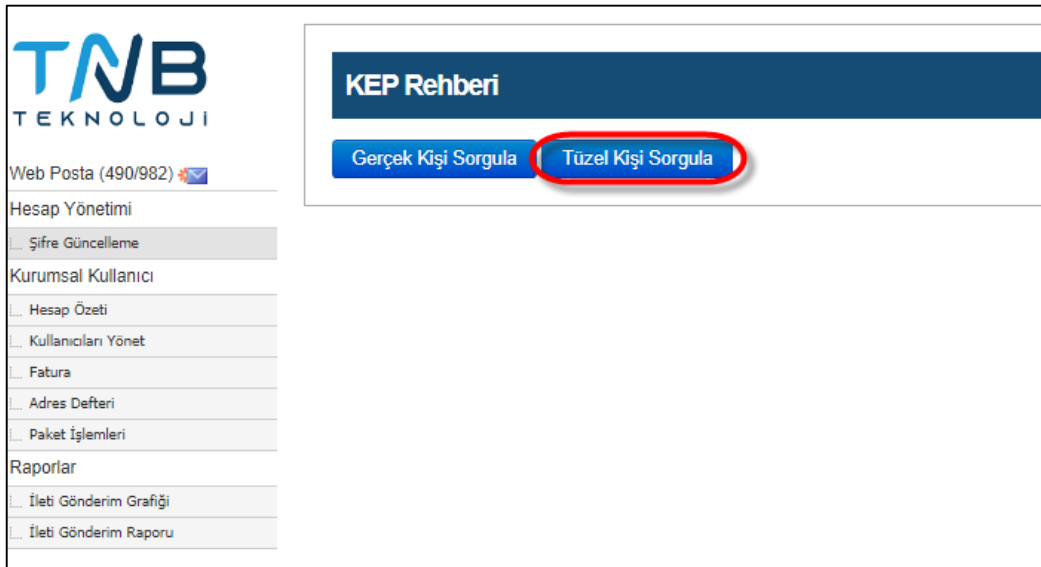 TNB
TEKNOLOJİ
Web Posta (490/982)
Hesap Yönetimi
Şifre Güncelleme
Kurumsal Kullanıcı
Hesap Özeti
Kullanıcıları Yönet
Fatura
Adres Defteri
Paket İşlemleri
Raporlar
İleti Gönderim Grafiği
İleti Gönderim Raporu
KEP Rehberi
Gerçek Kişi Sorgula
Tüzel Kişi Sorgula